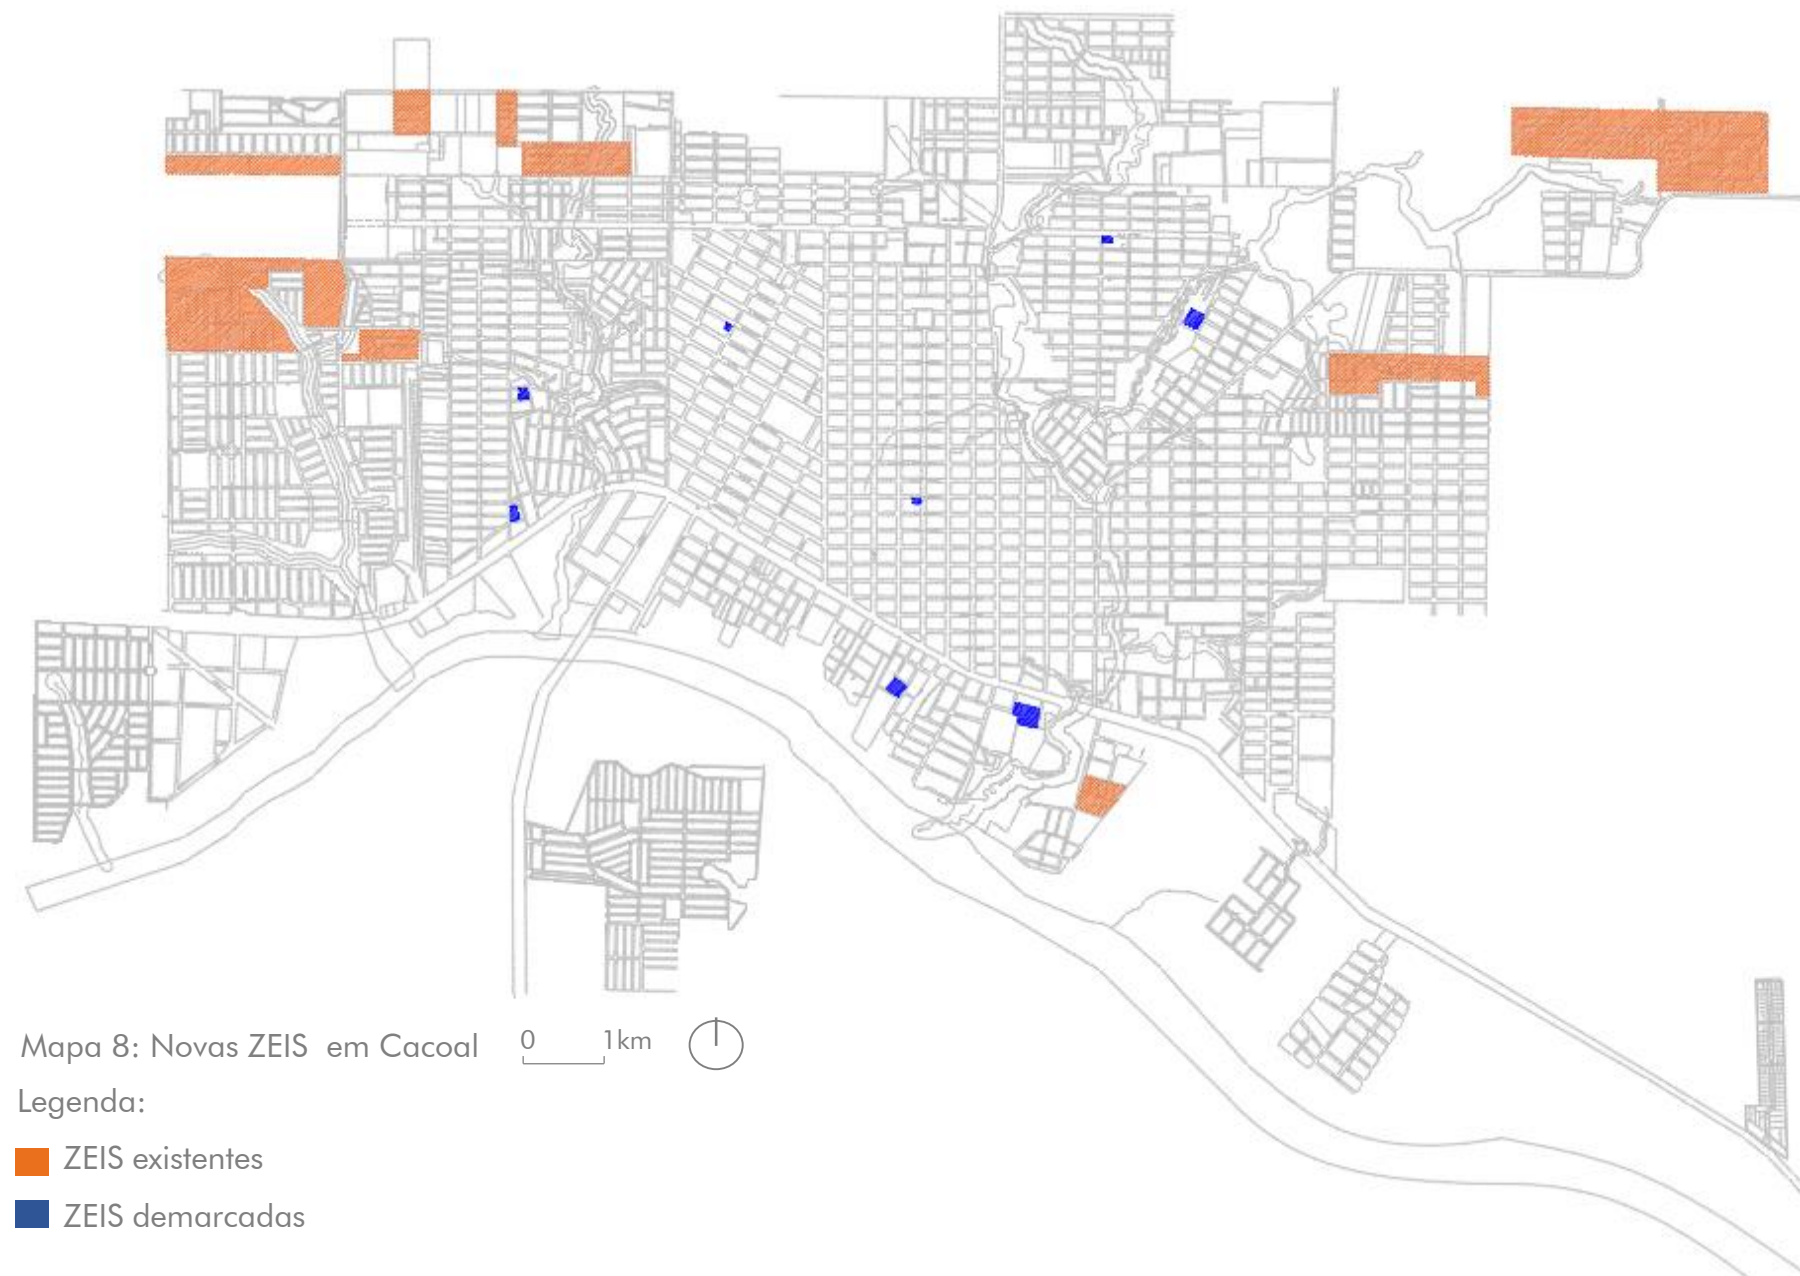 Mapa 8: Novas ZEIS em Cacoal
0 1km
Legenda:
ZEIS existentes
ZEIS demarcadas